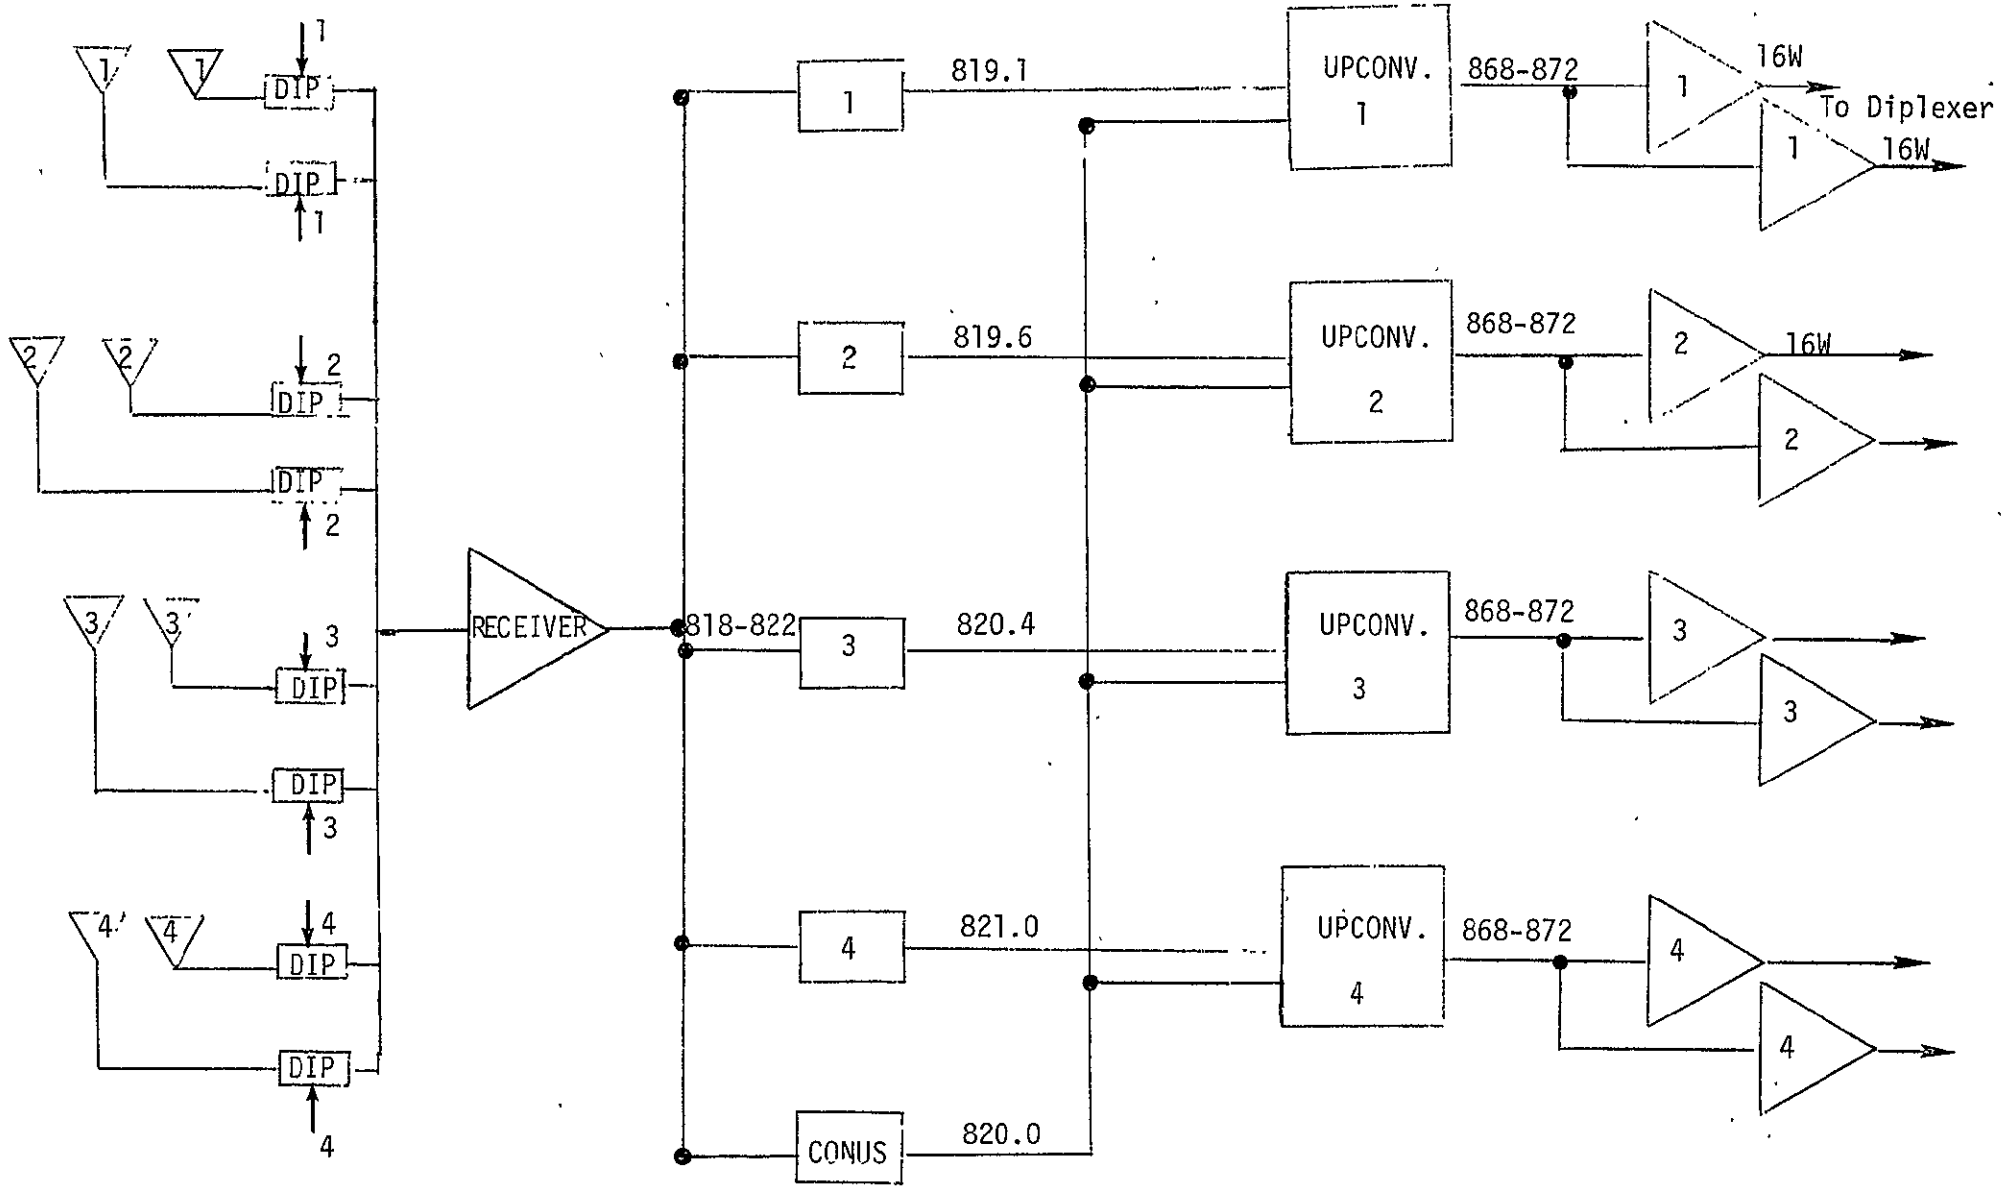 1
1
1
DIP
DIP
1
2
2
2
DIP
DIP
2
3
3
3
DIP
DIP
3
4
4
4
DIP
DIP
4
RECEIVER
818-822
1
819.1
2
819.6
3
820.4
4
821.0
CONUS
820.0
UPCONV.
1
868-872
1
16W
To Diplexer
1
16W
UPCONV.
2
868-872
2
16W
2
UPCONV.
3
868-872
3
3
UPCONV.
4
868-872
4
4